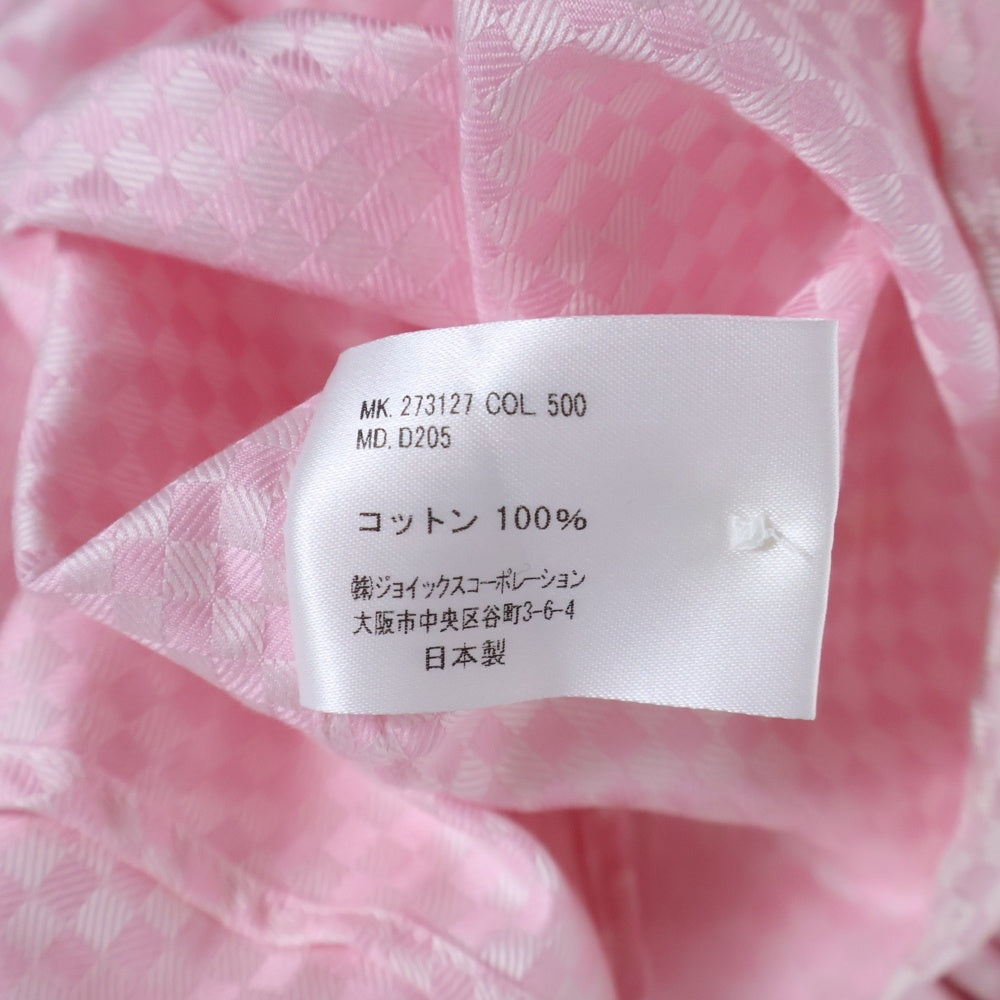 MK. 273127 COL. 500
MD. D205
コットン 100%
㈱ジョイックスコーポレーション
大阪市中央区谷町3-6-4
日本製